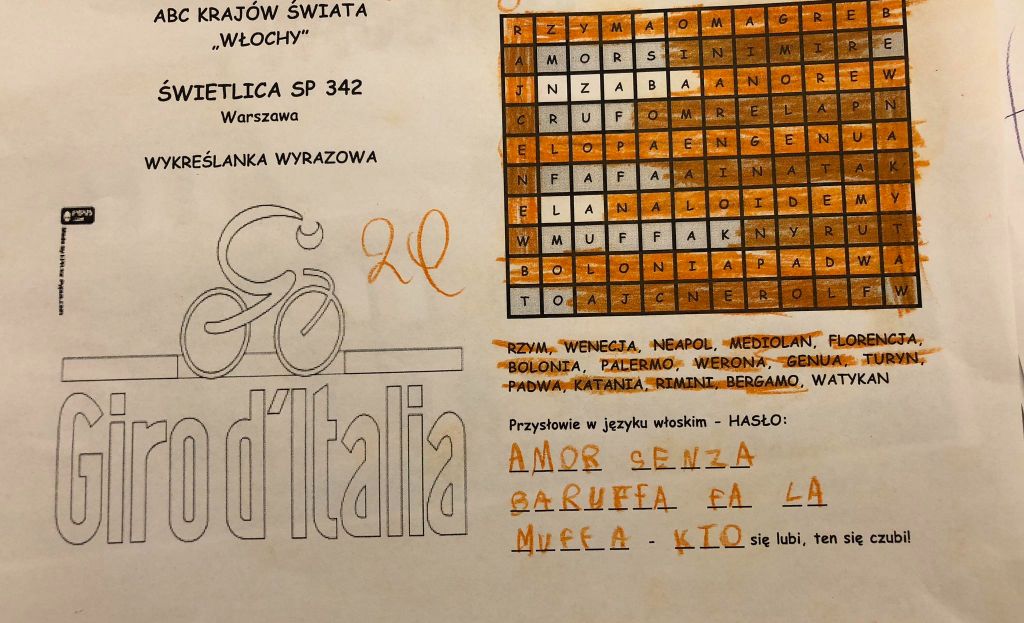 ABC KRAJÓW ŚWIATA
„WŁOCHY”
ŚWIETLICA SP 342
Warszawa
WYKREŚLANKA WYRAZOWA
Giro d'Italia
R Z Y M A O M A G R E B
A M O R S I N I M I R E
J N Z A B A A N O R E W
C R U F O M R E L A P N
E L O P A E N G E N U A
N F A F A A I N A T A K
E L A N A L O I D E M Y
W M U F F A K N Y R U T
B O L O N I A P A D W A
T O A J C N E R O L F W
RZYM, WENECJA, NEAPOL, MEDIOLAN, FLORENCJA,
BOLONIA, PALERMO, WERONA, GENUA, TURYN,
PADWA, KATANIA, RIMINI, BERGAMO, WATYKAN
Przysłowie w języku włoskim - HASŁO:
AMOR SENZA
BARUFFA FA LA
MUFFA - KTO się lubi, ten się czubi!